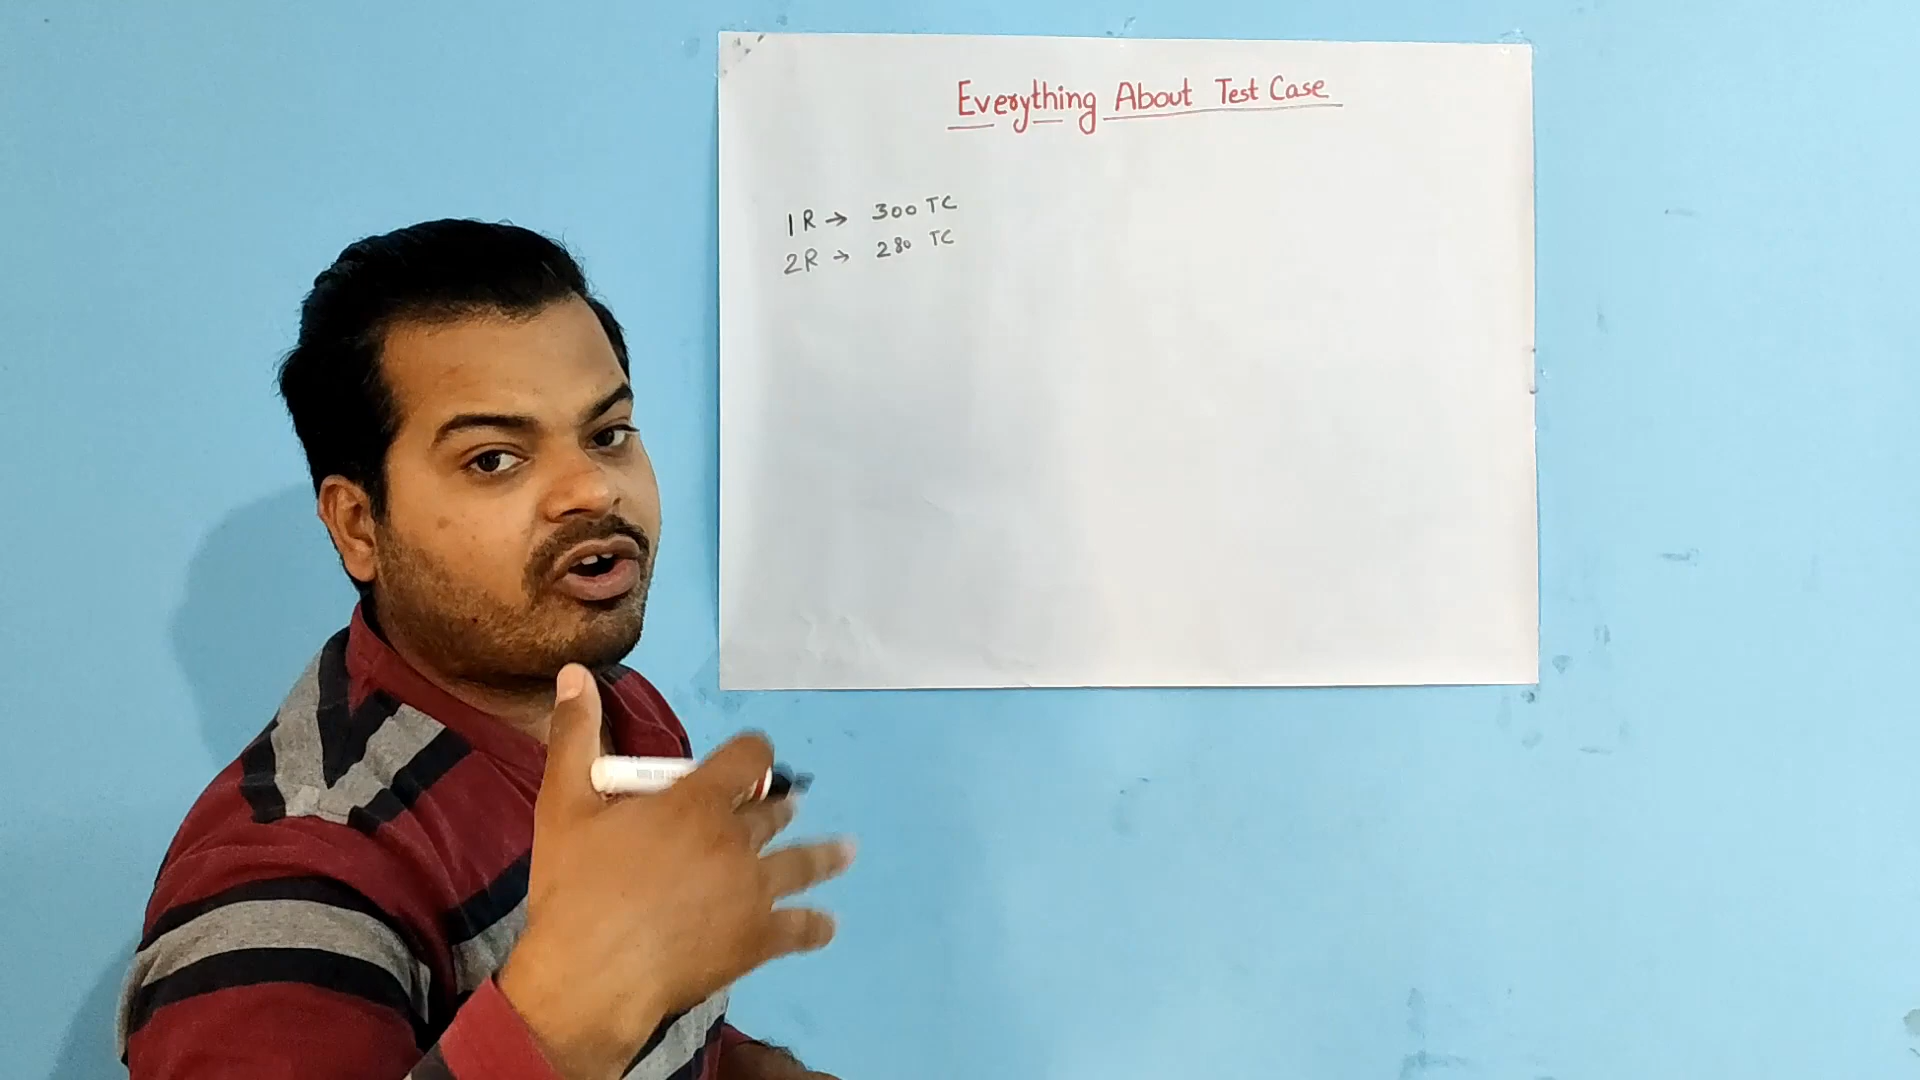 Everything About Test Case
1R → 300 TC
2R → 280 TC